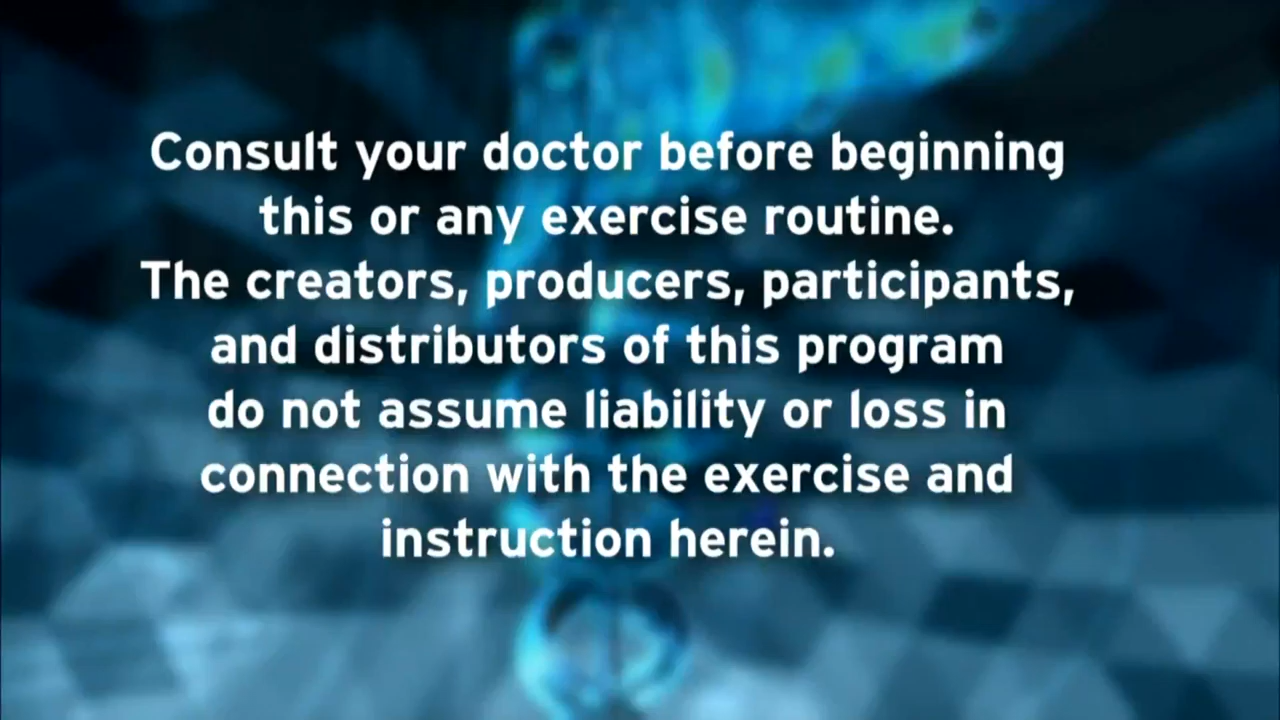 Consult your doctor before beginning
this or any exercise routine.
The creators, producers, participants,
and distributors of this program
do not assume liability or loss in
connection with the exercise and
instruction herein.